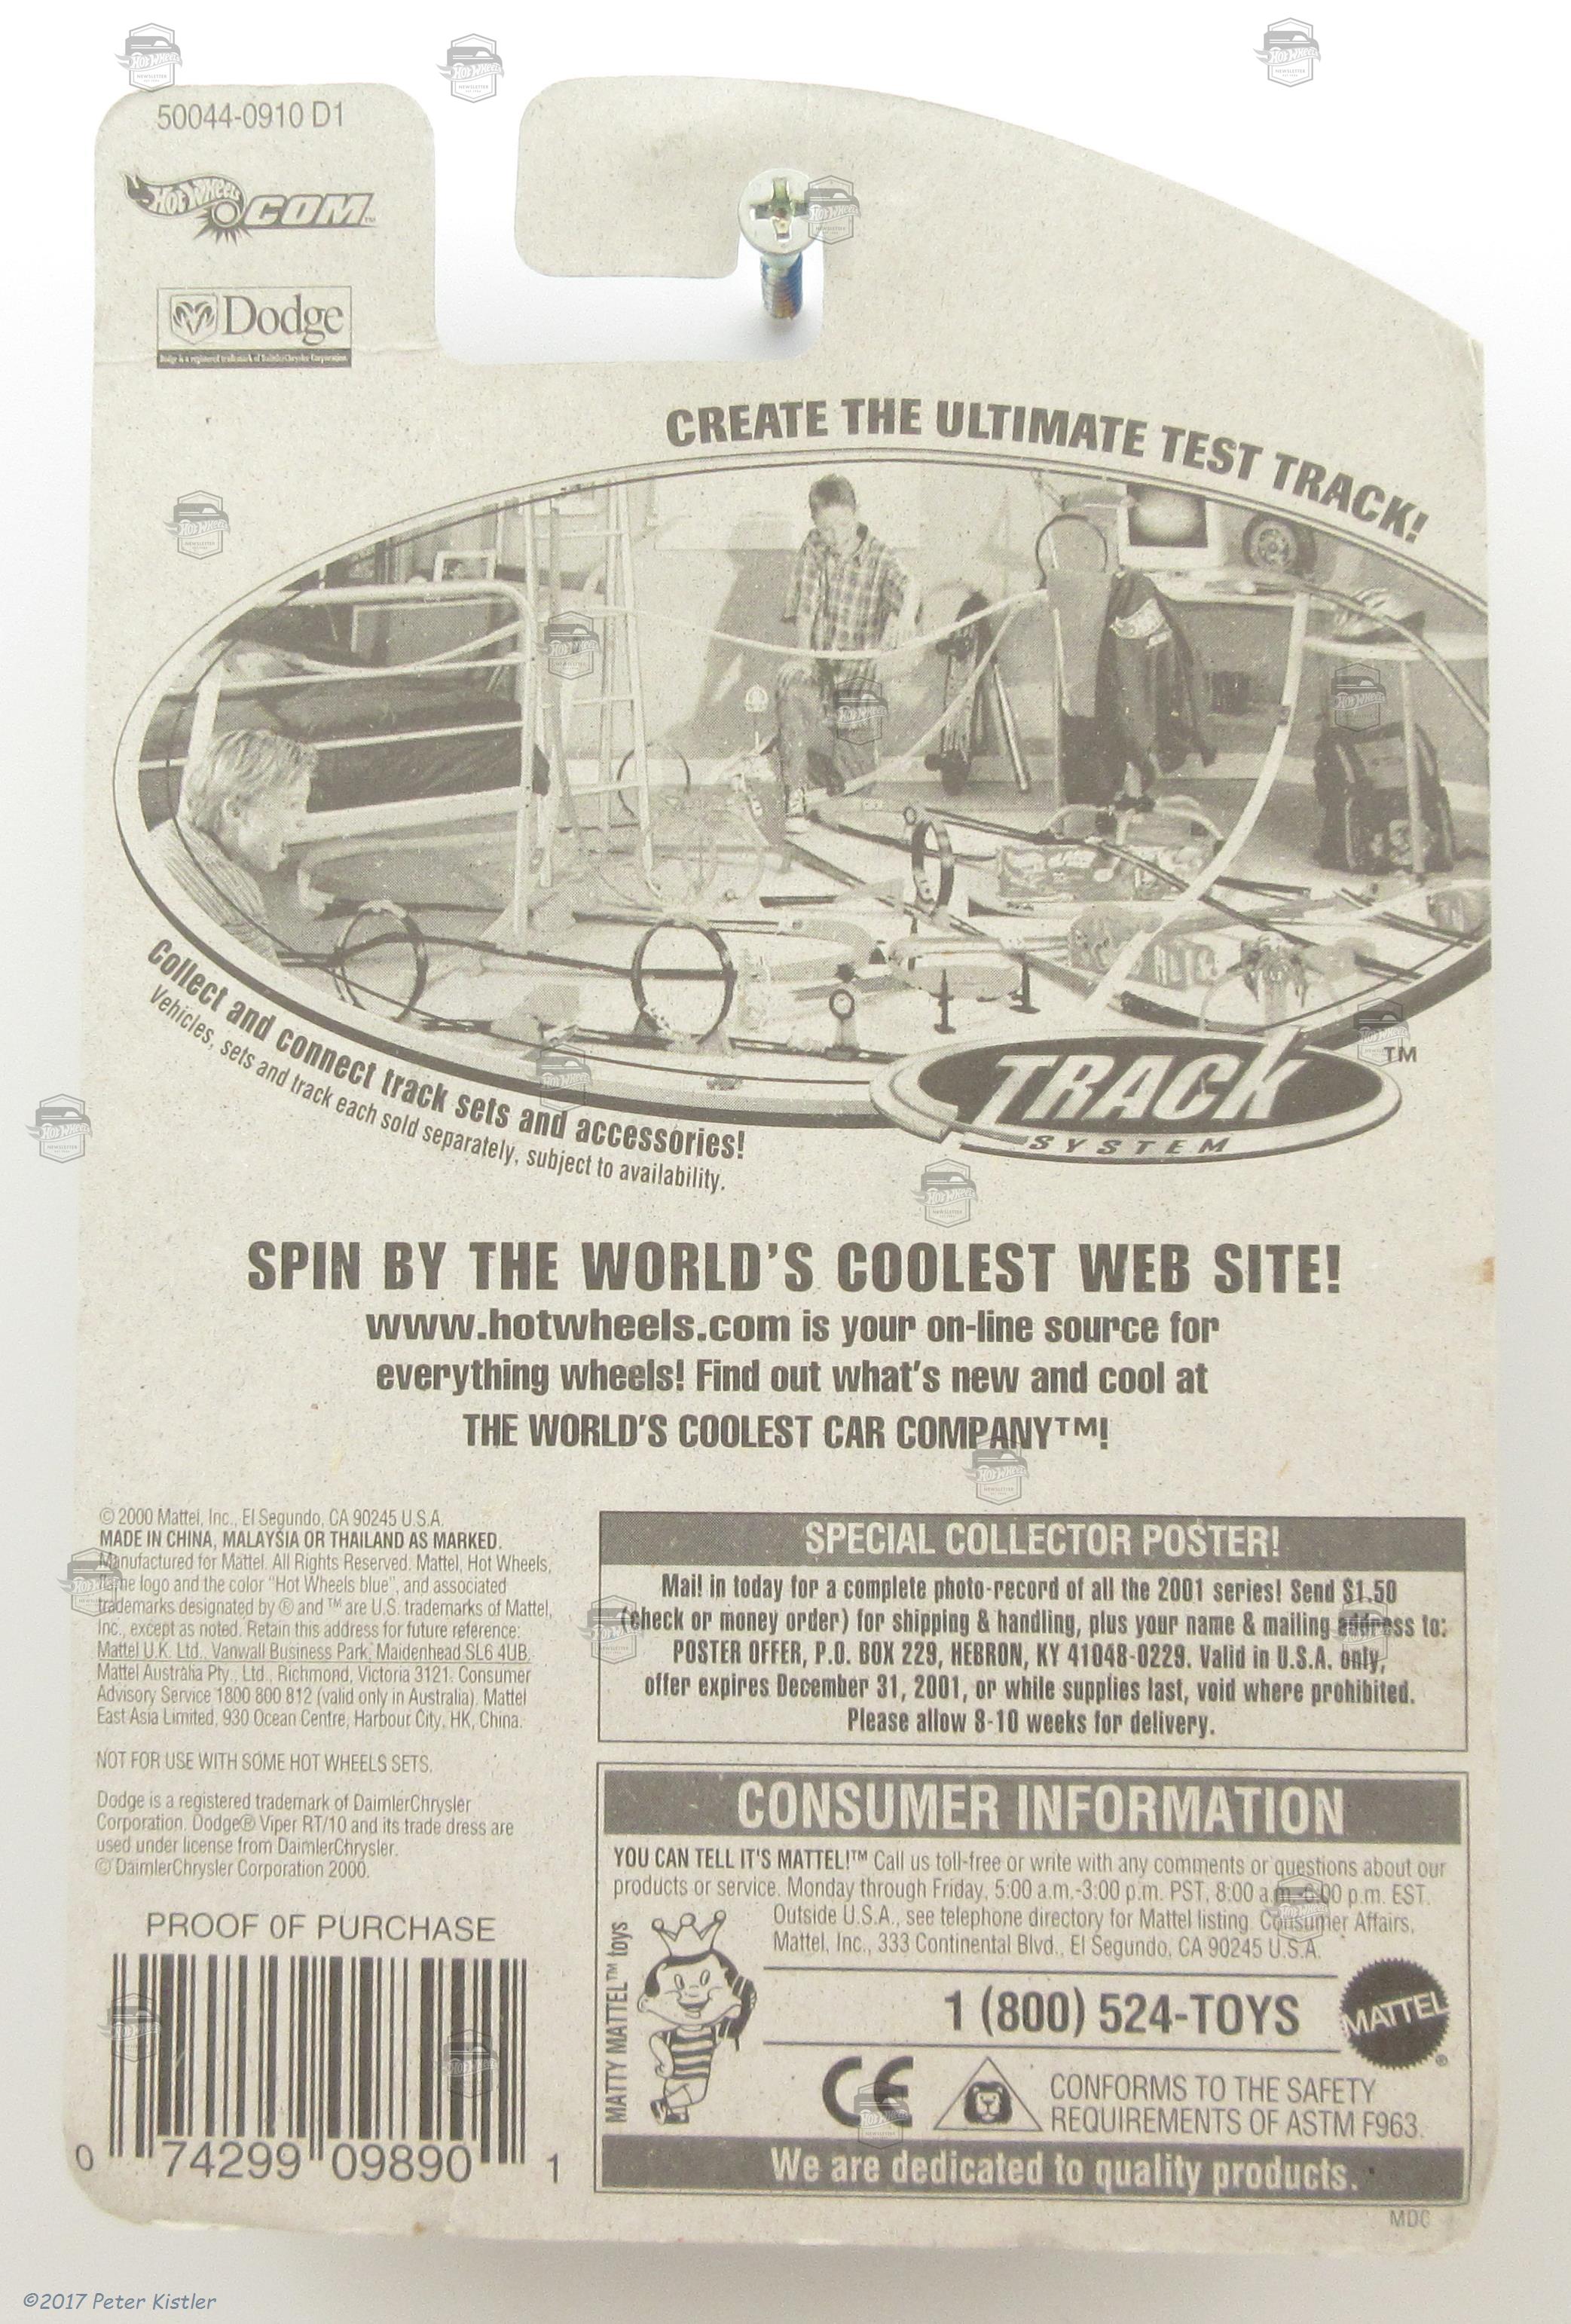 50044-0910 D1
Hot Wheels
.COM™
Dodge
Dodge is a registered trademark of DaimlerChrysler Corporation.
CREATE THE ULTIMATE TEST TRACK!
Collect and connect track sets and accessories!
Vehicles, sets and track each sold separately, subject to availability.
TRACK™
SYSTEM
SPIN BY THE WORLD'S COOLEST WEB SITE!
www.hotwheels.com is your on-line source for
everything wheels! Find out what's new and cool at
THE WORLD'S COOLEST CAR COMPANY™!
© 2000 Mattel, Inc., El Segundo, CA 90245 U.S.A.
MADE IN CHINA, MALAYSIA OR THAILAND AS MARKED.
Manufactured for Mattel. All Rights Reserved. Mattel, Hot Wheels,
flame logo and the color "Hot Wheels blue", and associated
trademarks designated by ® and ™ are U.S. trademarks of Mattel,
Inc., except as noted. Retain this address for future reference:
Mattel U.K. Ltd., Vanwall Business Park, Maidenhead SL6 4UB.
Mattel Australia Pty., Ltd., Richmond, Victoria 3121. Consumer
Advisory Service 1800 800 812 (valid only in Australia). Mattel
East Asia Limited, 930 Ocean Centre, Harbour City, HK, China.
NOT FOR USE WITH SOME HOT WHEELS SETS.
Dodge is a registered trademark of DaimlerChrysler
Corporation. Dodge® Viper RT/10 and its trade dress are
used under license from DaimlerChrysler.
© DaimlerChrysler Corporation 2000.
PROOF OF PURCHASE
0 74299 09890 1
SPECIAL COLLECTOR POSTER!
Mail in today for a complete photo-record of all the 2001 series! Send $1.50
(check or money order) for shipping & handling, plus your name & mailing address to:
POSTER OFFER, P.O. BOX 229, HEBRON, KY 41048-0229. Valid in U.S.A. only,
offer expires December 31, 2001, or while supplies last, void where prohibited.
Please allow 8-10 weeks for delivery.
CONSUMER INFORMATION
YOU CAN TELL IT'S MATTEL!™ Call us toll-free or write with any comments or questions about our
products or service. Monday through Friday, 5:00 a.m.-3:00 p.m. PST, 8:00 a.m.-6:00 p.m. EST.
Outside U.S.A., see telephone directory for Mattel listing. Consumer Affairs,
Mattel, Inc., 333 Continental Blvd., El Segundo, CA 90245 U.S.A.
MATTY MATTEL™ toys
1 (800) 524-TOYS
MATTEL®
CE
CONFORMS TO THE SAFETY
REQUIREMENTS OF ASTM F963.
We are dedicated to quality products.
MDC
©2017 Peter Kistler